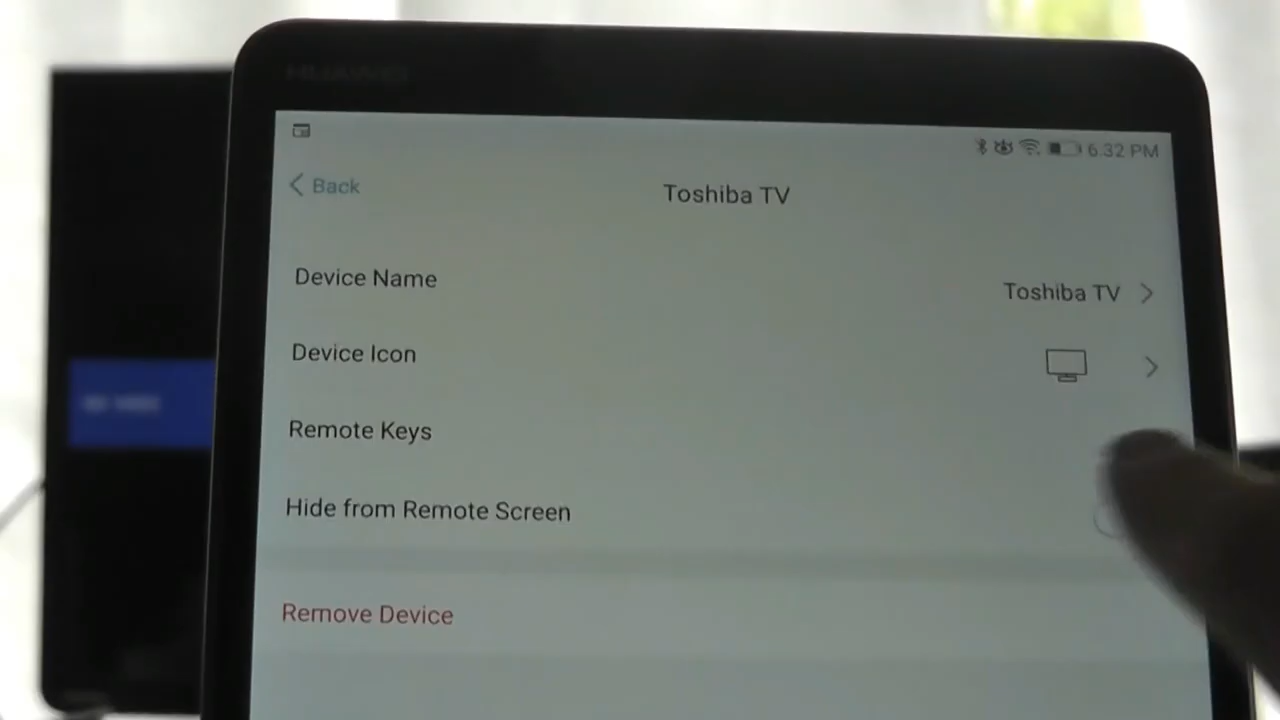 HUAWEI
6:32 PM
Back
Toshiba TV
Device Name
Toshiba TV
Device Icon
Remote Keys
Hide from Remote Screen
Remove Device